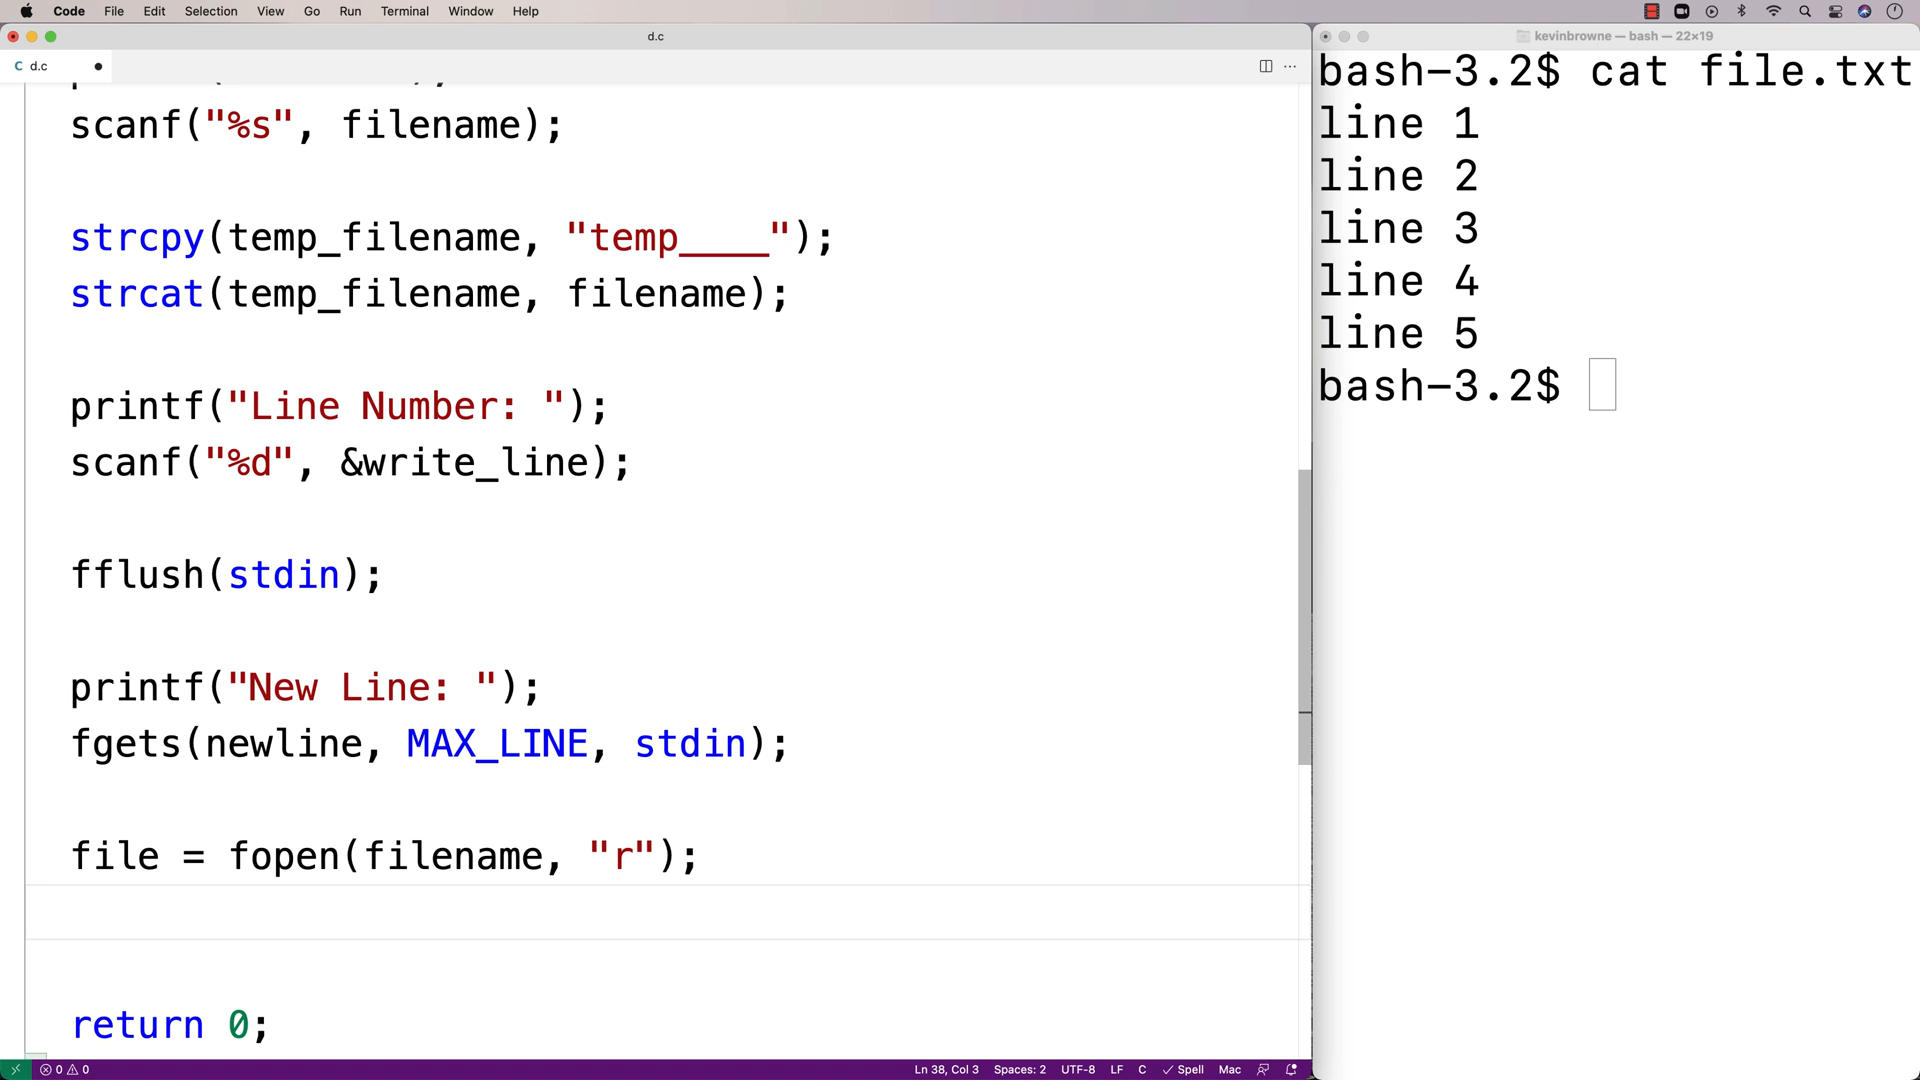 Code File Edit Selection View Go Run Terminal Window Help
d.c
kevinbrowne — bash — 22×19
C d.c
scanf("%s", filename);
strcpy(temp_filename, "temp____");
strcat(temp_filename, filename);
printf("Line Number: ");
scanf("%d", &write_line);
fflush(stdin);
printf("New Line: ");
fgets(newline, MAX_LINE, stdin);
file = fopen(filename, "r");
return 0;
bash-3.2$ cat file.txt
line 1
line 2
line 3
line 4
line 5
bash-3.2$
0 0 Ln 38, Col 3 Spaces: 2 UTF-8 LF C Spell Mac